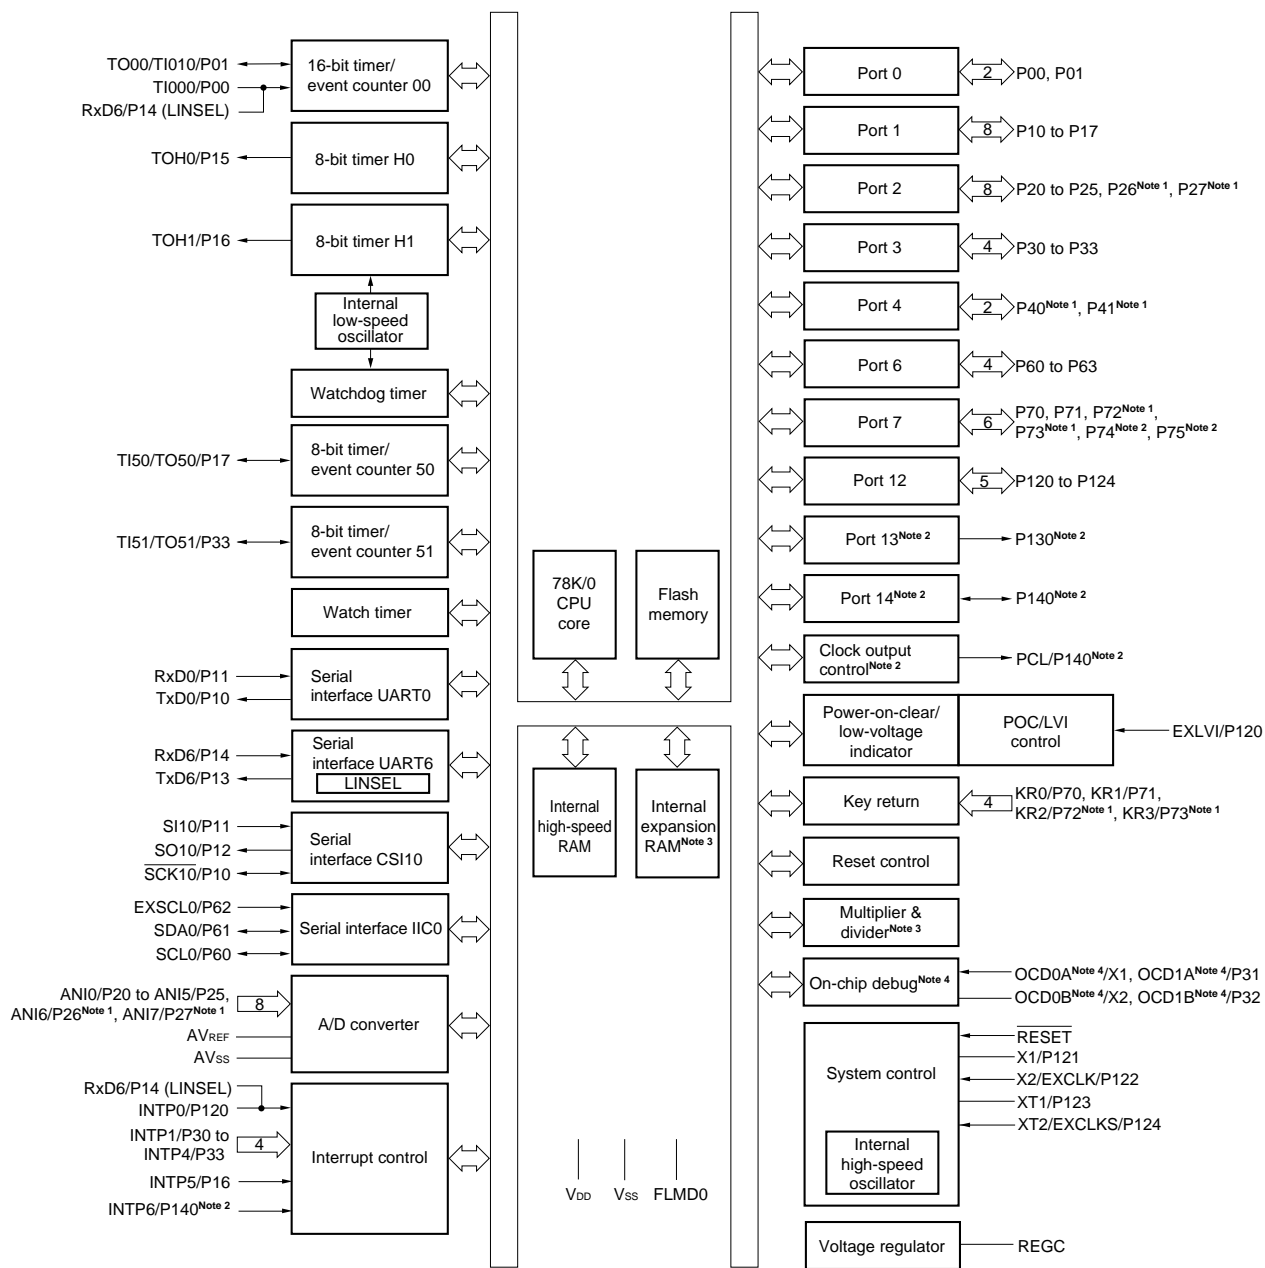 TO00/TI010/P01
TI000/P00
RxD6/P14 (LINSEL)
16-bit timer/
event counter 00
TOH0/P15
8-bit timer H0
TOH1/P16
8-bit timer H1
Internal
low-speed
oscillator
Watchdog timer
TI50/TO50/P17
8-bit timer/
event counter 50
TI51/TO51/P33
8-bit timer/
event counter 51
Watch timer
RxD0/P11
TxD0/P10
Serial
interface UART0
RxD6/P14
TxD6/P13
Serial
interface UART6
LINSEL
SI10/P11
SO10/P12
SCK10/P10
Serial
interface CSI10
EXSCL0/P62
SDA0/P61
SCL0/P60
Serial interface IIC0
ANI0/P20 to ANI5/P25,
ANI6/P26Note 1, ANI7/P27Note 1
8
AVREF
AVSS
A/D converter
RxD6/P14 (LINSEL)
INTP0/P120
INTP1/P30 to
INTP4/P33
4
INTP5/P16
INTP6/P140Note 2
Interrupt control
78K/0
CPU
core
Flash
memory
Internal
high-speed
RAM
Internal
expansion
RAMNote 3
VDD
VSS
FLMD0
Port 0
2
P00, P01
Port 1
8
P10 to P17
Port 2
8
P20 to P25, P26Note 1, P27Note 1
Port 3
4
P30 to P33
Port 4
2
P40Note 1, P41Note 1
Port 6
4
P60 to P63
Port 7
6
P70, P71, P72Note 1,
P73Note 1, P74Note 2, P75Note 2
Port 12
5
P120 to P124
Port 13Note 2
P130Note 2
Port 14Note 2
P140Note 2
Clock output
controlNote 2
PCL/P140Note 2
Power-on-clear/
low-voltage
indicator
POC/LVI
control
EXLVI/P120
Key return
4
KR0/P70, KR1/P71,
KR2/P72Note 1, KR3/P73Note 1
Reset control
Multiplier &
dividerNote 3
On-chip debugNote 4
OCD0ANote 4/X1, OCD1ANote 4/P31
OCD0BNote 4/X2, OCD1BNote 4/P32
System control
RESET
X1/P121
X2/EXCLK/P122
XT1/P123
XT2/EXCLKS/P124
Internal
high-speed
oscillator
Voltage regulator
REGC